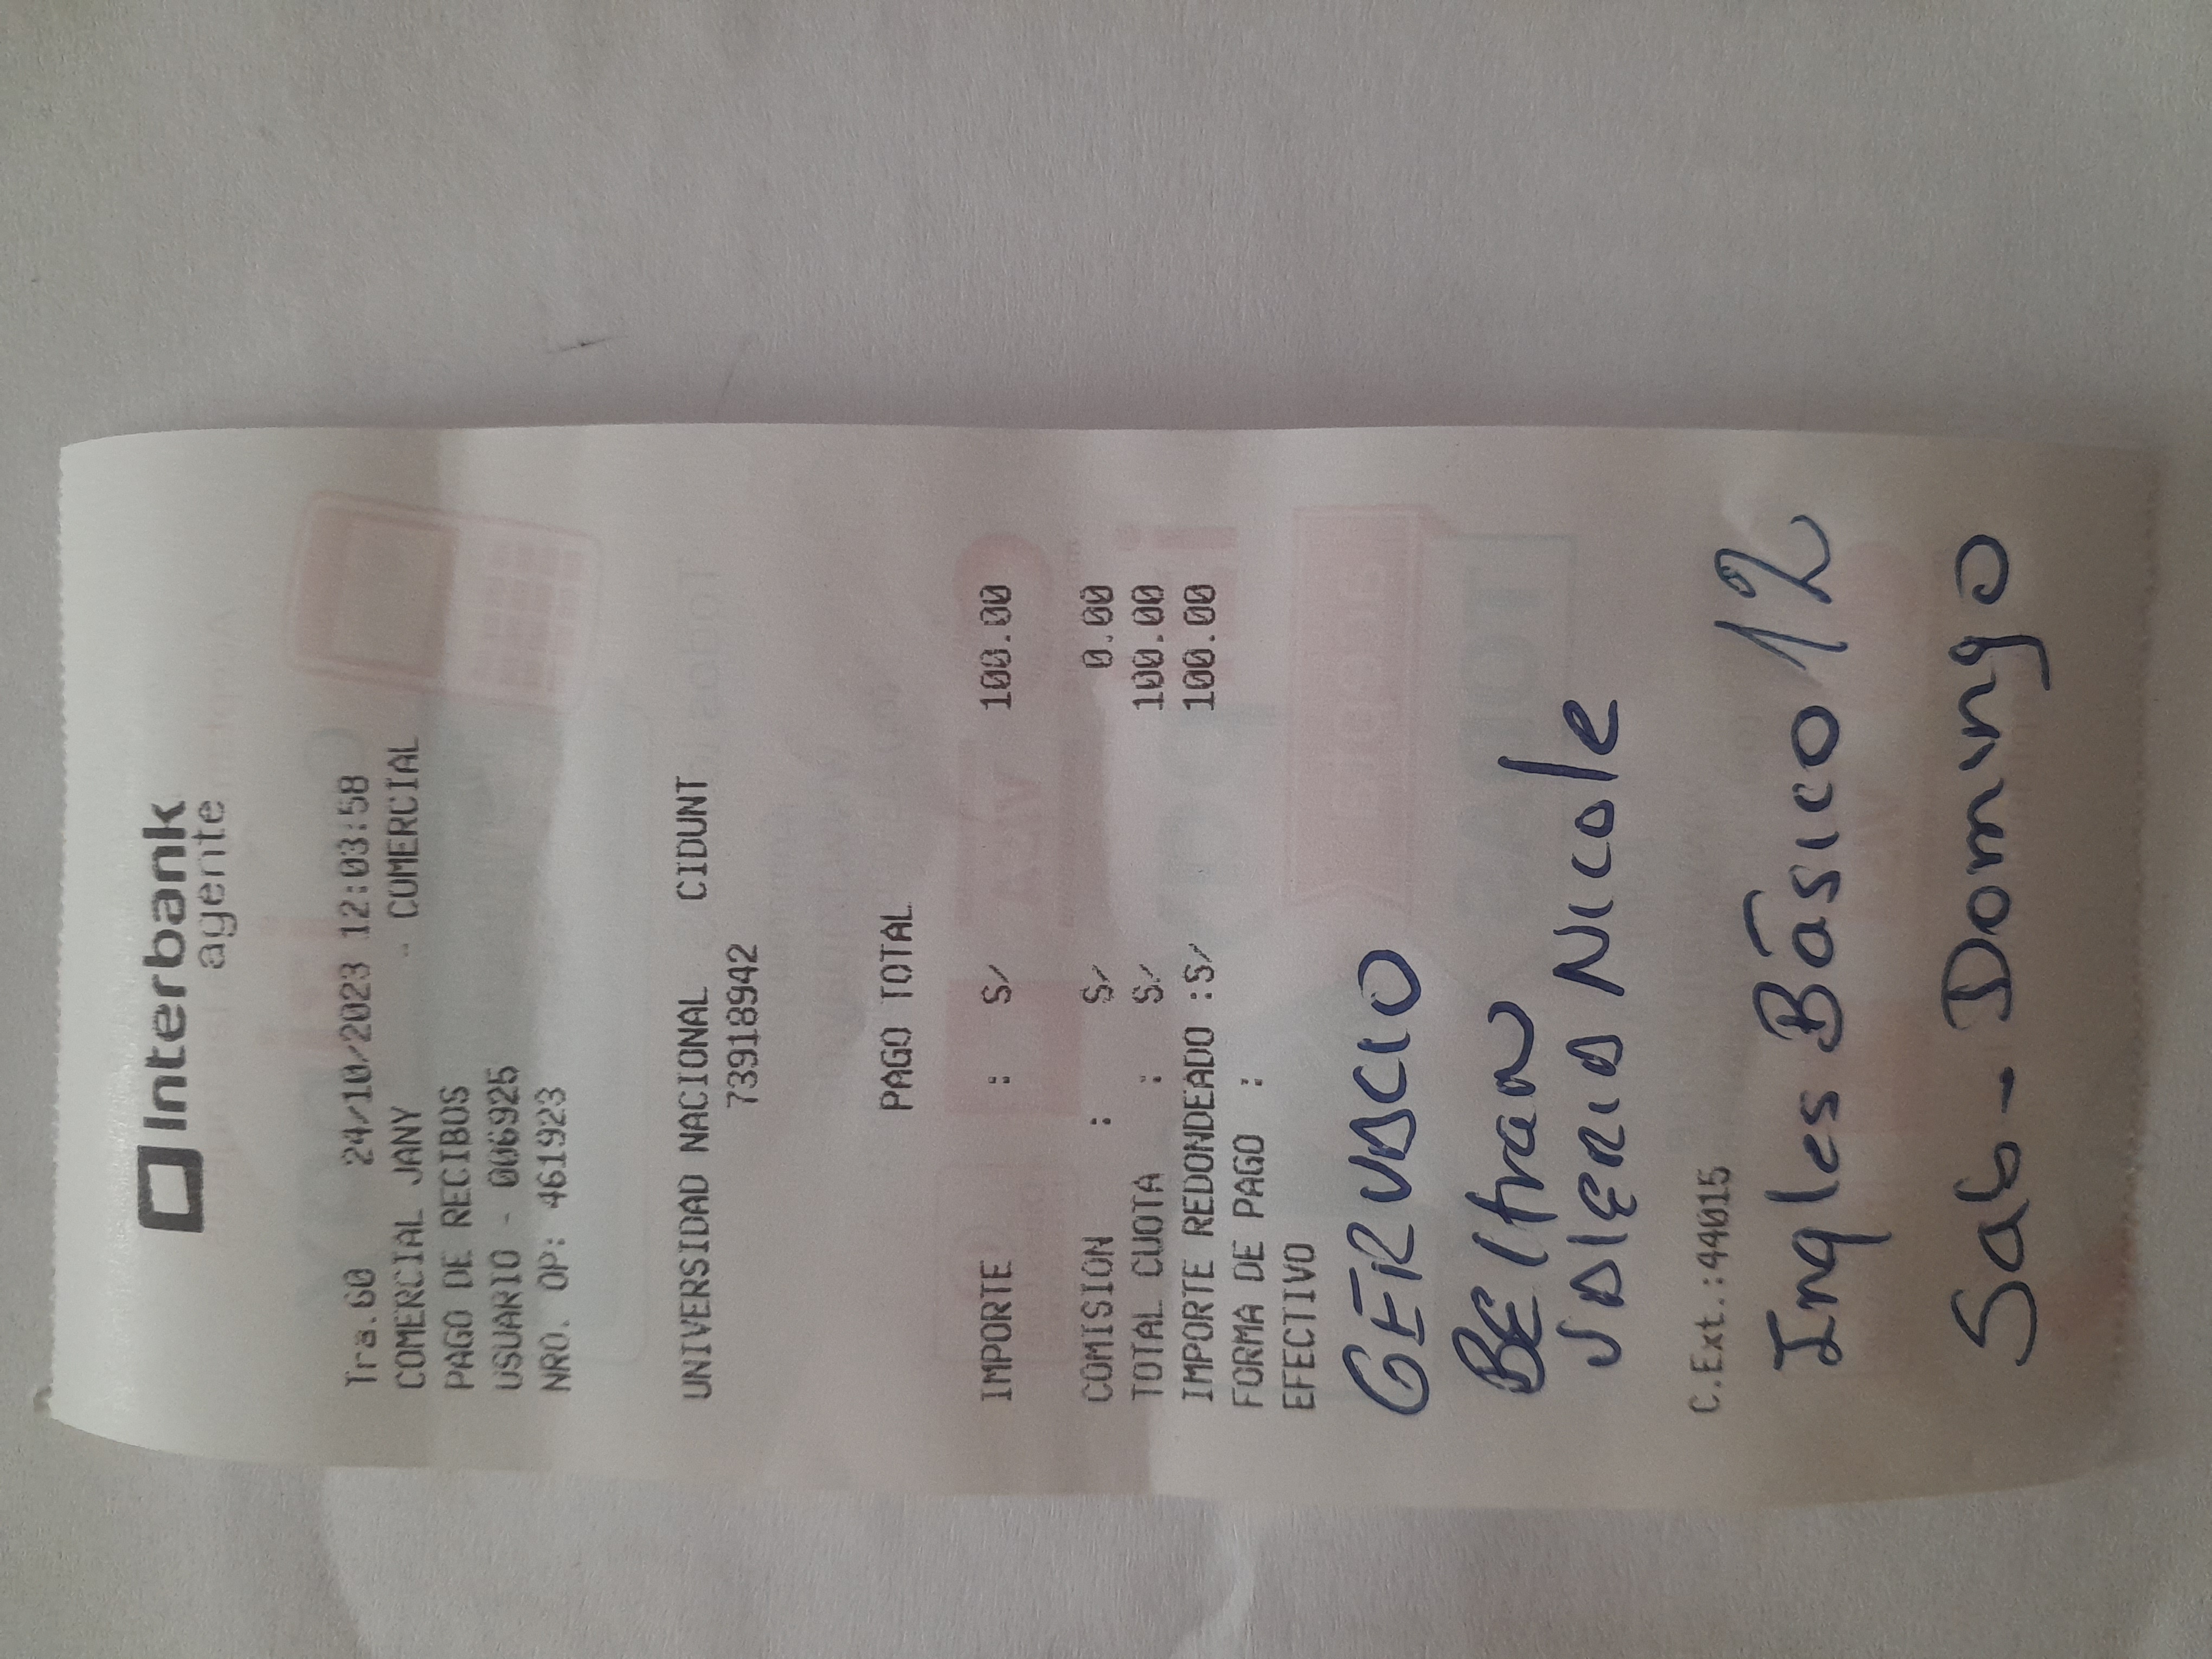 Interbank
agente
Tra.60 24/10/2023 12:03:58
COMERCIAL JANY - COMERCIAL
PAGO DE RECIBOS
USUARIO - 006925
NRO. OP: 461923
UNIVERSIDAD NACIONAL CIDUNT
73918942
PAGO TOTAL
IMPORTE : S/ 100.00
COMISION : S/ 0.00
TOTAL CUOTA : S/ 100.00
IMPORTE REDONDEADO :S/ 100.00
FORMA DE PAGO :
EFECTIVO
GERVACIO
BEltran
VALERIA Nicole
C.Ext.:44015
Ingles Básico 12
Sab - Domingo